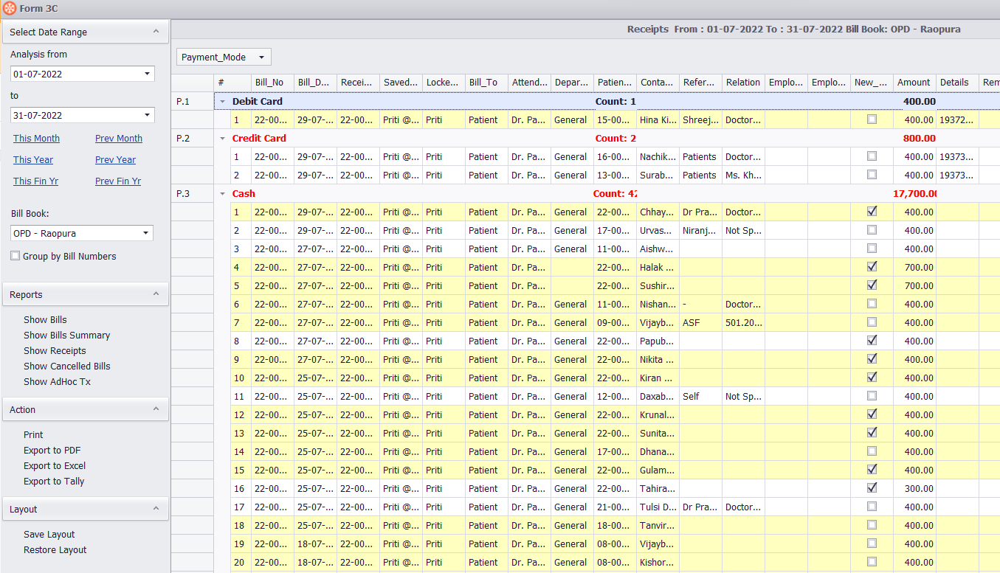 Form 3C
Select Date Range
Analysis from
01-07-2022
to
31-07-2022
This Month Prev Month
This Year Prev Year
This Fin Yr Prev Fin Yr
Bill Book:
OPD - Raopura
Group by Bill Numbers
Reports
Show Bills
Show Bills Summary
Show Receipts
Show Cancelled Bills
Show AdHoc Tx
Action
Print
Export to PDF
Export to Excel
Export to Tally
Layout
Save Layout
Restore Layout
Receipts From : 01-07-2022 To : 31-07-2022 Bill Book: OPD - Raopura
Payment_Mode
# Bill_No Bill_D... Recei... Saved... Locke... Bill_To Attend... Depar... Patien... Conta... Refer... Relation Emplo... Emplo... New_... Amount Details Rem
P.1 Debit Card Count: 1 400.00
1 22-00... 29-07-... 22-00... Priti @... Priti Patient Dr. Pa... General 15-00... Hina Ki... Shreej... Doctor... 400.00 19372...
P.2 Credit Card Count: 2 800.00
1 22-00... 29-07-... 22-00... Priti @... Priti Patient Dr. Pa... General 16-00... Nachik... Patients Doctor... 400.00 19373...
2 22-00... 29-07-... 22-00... Priti @... Priti Patient Dr. Pa... General 13-00... Surab... Patients Ms. Kh... 400.00 19373...
P.3 Cash Count: 42 17,700.00
1 22-00... 29-07-... 22-00... Priti @... Priti Patient Dr. Pa... General 22-00... Chhay... Dr Pra... Doctor... 400.00
2 22-00... 29-07-... 22-00... Priti @... Priti Patient Dr. Pa... General 17-00... Urvas... Niranj... Not Sp... 400.00
3 22-00... 27-07-... 22-00... Priti @... Priti Patient Dr. Pa... General 11-00... Aishw... 400.00
4 22-00... 27-07-... 22-00... Priti @... Priti Patient Dr. Pa... 22-00... Halak ... 700.00
5 22-00... 27-07-... 22-00... Priti @... Priti Patient Dr. Pa... 22-00... Sushir... 700.00
6 22-00... 27-07-... 22-00... Priti @... Priti Patient Dr. Pa... General 11-00... Nishan... - Doctor... 400.00
7 22-00... 27-07-... 22-00... Priti @... Priti Patient Dr. Pa... General 09-00... Vijayb... ASF 501.20... 400.00
8 22-00... 27-07-... 22-00... Priti @... Priti Patient Dr. Pa... General 22-00... Papub... 400.00
9 22-00... 27-07-... 22-00... Priti @... Priti Patient Dr. Pa... General 22-00... Nikita ... 400.00
10 22-00... 25-07-... 22-00... Priti @... Priti Patient Dr. Pa... General 22-00... Kiran ... 400.00
11 22-00... 25-07-... 22-00... Priti @... Priti Patient Dr. Pa... General 12-00... Daxab... Self Not Sp... 400.00
12 22-00... 25-07-... 22-00... Priti @... Priti Patient Dr. Pa... General 22-00... Krunal... 400.00
13 22-00... 25-07-... 22-00... Priti @... Priti Patient Dr. Pa... General 22-00... Sunita... 400.00
14 22-00... 25-07-... 22-00... Priti @... Priti Patient Dr. Pa... General 17-00... Dhana... 400.00
15 22-00... 25-07-... 22-00... Priti @... Priti Patient Dr. Pa... General 22-00... Gulam... 400.00
16 22-00... 25-07-... 22-00... Priti @... Priti Patient Dr. Pa... General 22-00... Tahira... 300.00
17 22-00... 25-07-... 22-00... Priti @... Priti Patient Dr. Pa... General 21-00... Tulsi D... Dr Pra... Doctor... 400.00
18 22-00... 25-07-... 22-00... Priti @... Priti Patient Dr. Pa... General 18-00... Tanvir... 400.00
19 22-00... 18-07-... 22-00... Priti @... Priti Patient Dr. Pa... General 08-00... Vijayb... 400.00
20 22-00... 18-07-... 22-00... Priti @... Priti Patient Dr. Pa... General 08-00... Kishor... 400.00